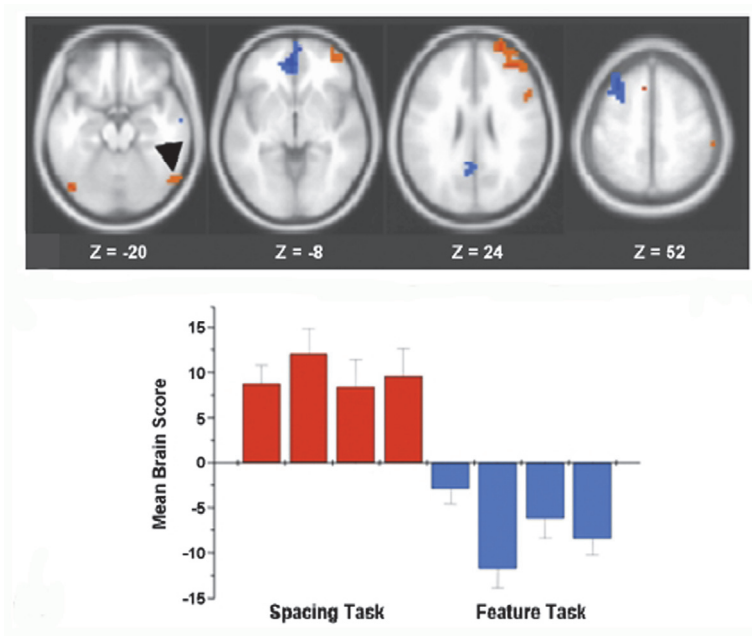 Z = -20 Z = -8 Z = 24 Z = 52
15
10
5
0
-5
-10
-15
Mean Brain Score
Spacing Task Feature Task